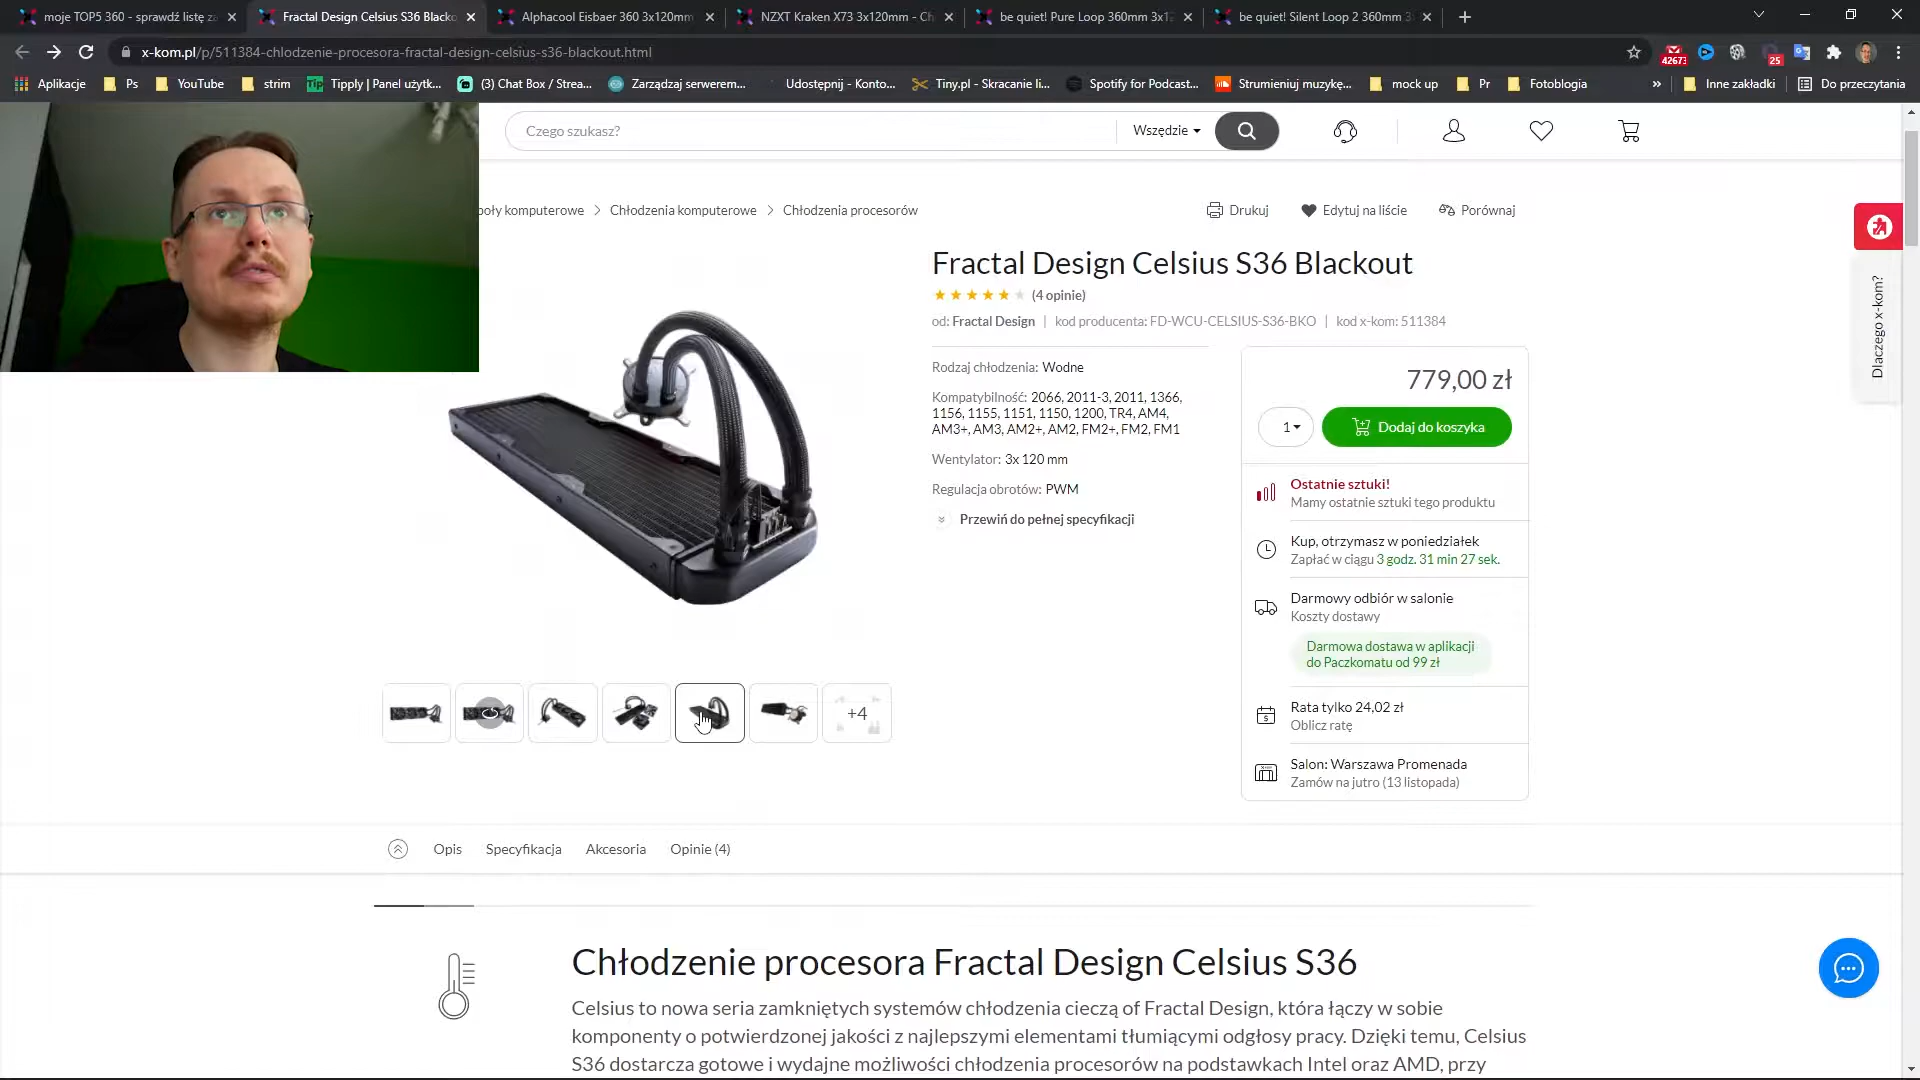 moje TOP5 360 - sprawdź listę za
Fractal Design Celsius S36 Blacko
Alphacool Eisbaer 360 3x120mm
NZXT Kraken X73 3x120mm - Ch
be quiet! Pure Loop 360mm 3x12
be quiet! Silent Loop 2 360mm 3
x-kom.pl/p/511384-chlodzenie-procesora-fractal-design-celsius-s36-blackout.html
42673
25
Aplikacje
Ps
YouTube
strim
Tip
Tipply | Panel użytk...
(3) Chat Box / Strea...
Zarządzaj serwerem...
Udostępnij - Konto...
Tiny.pl - Skracanie li...
Spotify for Podcast...
Strumieniuj muzykę...
mock up
Pr
Fotoblogia
»
Inne zakładki
Do przeczytania
Czego szukasz?
Wszędzie
poły komputerowe > Chłodzenia komputerowe > Chłodzenia procesorów
Drukuj
Edytuj na liście
Porównaj
Dlaczego x-kom?
Fractal Design Celsius S36 Blackout
(4 opinie)
od: Fractal Design | kod producenta: FD-WCU-CELSIUS-S36-BKO | kod x-kom: 511384
Rodzaj chłodzenia: Wodne
Kompatybilność: 2066, 2011-3, 2011, 1366,
1156, 1155, 1151, 1150, 1200, TR4, AM4,
AM3+, AM3, AM2+, AM2, FM2+, FM2, FM1
Wentylator: 3x 120 mm
Regulacja obrotów: PWM
Przewiń do pełnej specyfikacji
779,00 zł
1
Dodaj do koszyka
Ostatnie sztuki!
Mamy ostatnie sztuki tego produktu
Kup, otrzymasz w poniedziałek
Zapłać w ciągu 3 godz. 31 min 27 sek.
Darmowy odbiór w salonie
Koszty dostawy
Darmowa dostawa w aplikacji
do Paczkomatu od 99 zł
Rata tylko 24,02 zł
Oblicz ratę
Salon: Warszawa Promenada
Zamów na jutro (13 listopada)
+4
Opis
Specyfikacja
Akcesoria
Opinie (4)
Chłodzenie procesora Fractal Design Celsius S36
Celsius to nowa seria zamkniętych systemów chłodzenia cieczą of Fractal Design, która łączy w sobie
komponenty o potwierdzonej jakości z najlepszymi elementami tłumiącymi odgłosy pracy. Dzięki temu, Celsius
S36 dostarcza gotowe i wydajne możliwości chłodzenia procesorów na podstawkach Intel oraz AMD, przy